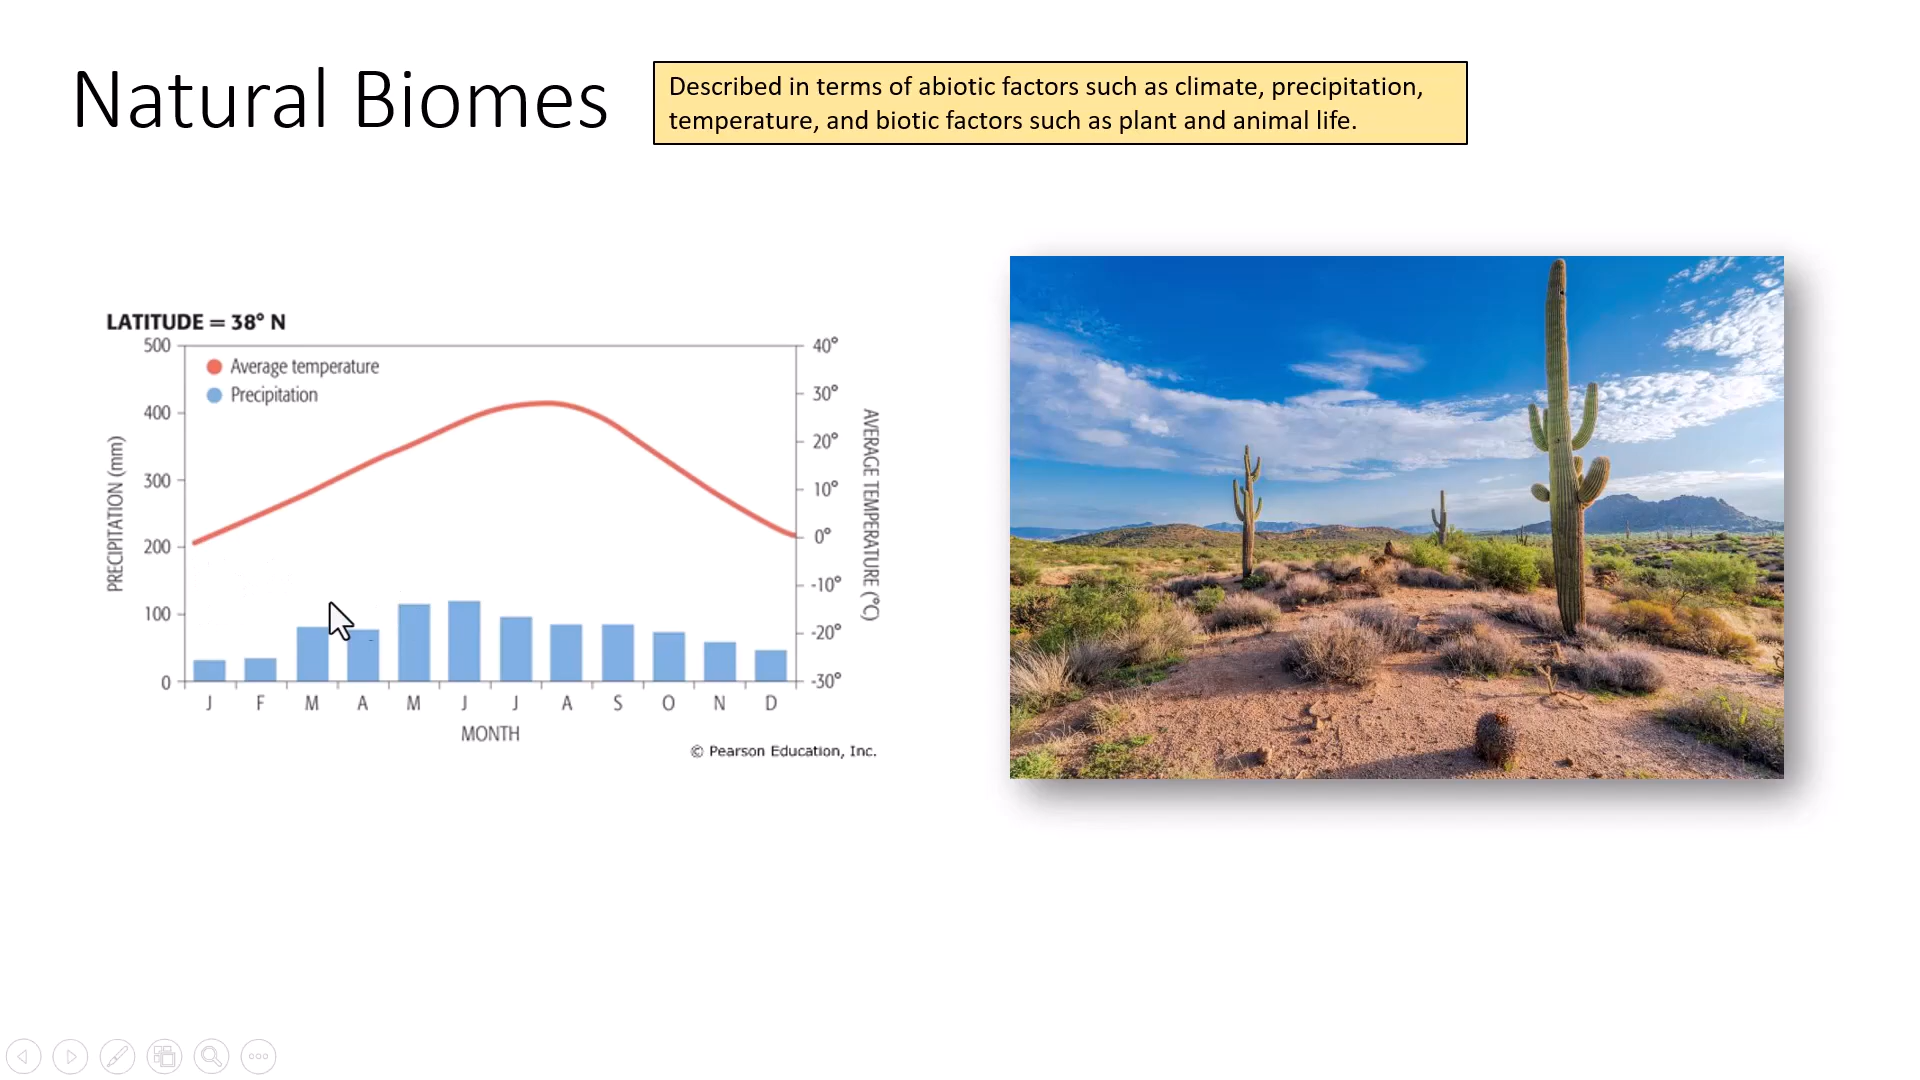 Natural Biomes
Described in terms of abiotic factors such as climate, precipitation,
temperature, and biotic factors such as plant and animal life.
LATITUDE = 38° N
Average temperature
Precipitation
PRECIPITATION (mm)
500
400
300
200
100
0
40°
30°
20°
10°
0°
-10°
-20°
-30°
AVERAGE TEMPERATURE (°C)
J F M A M J J A S O N D
MONTH
© Pearson Education, Inc.